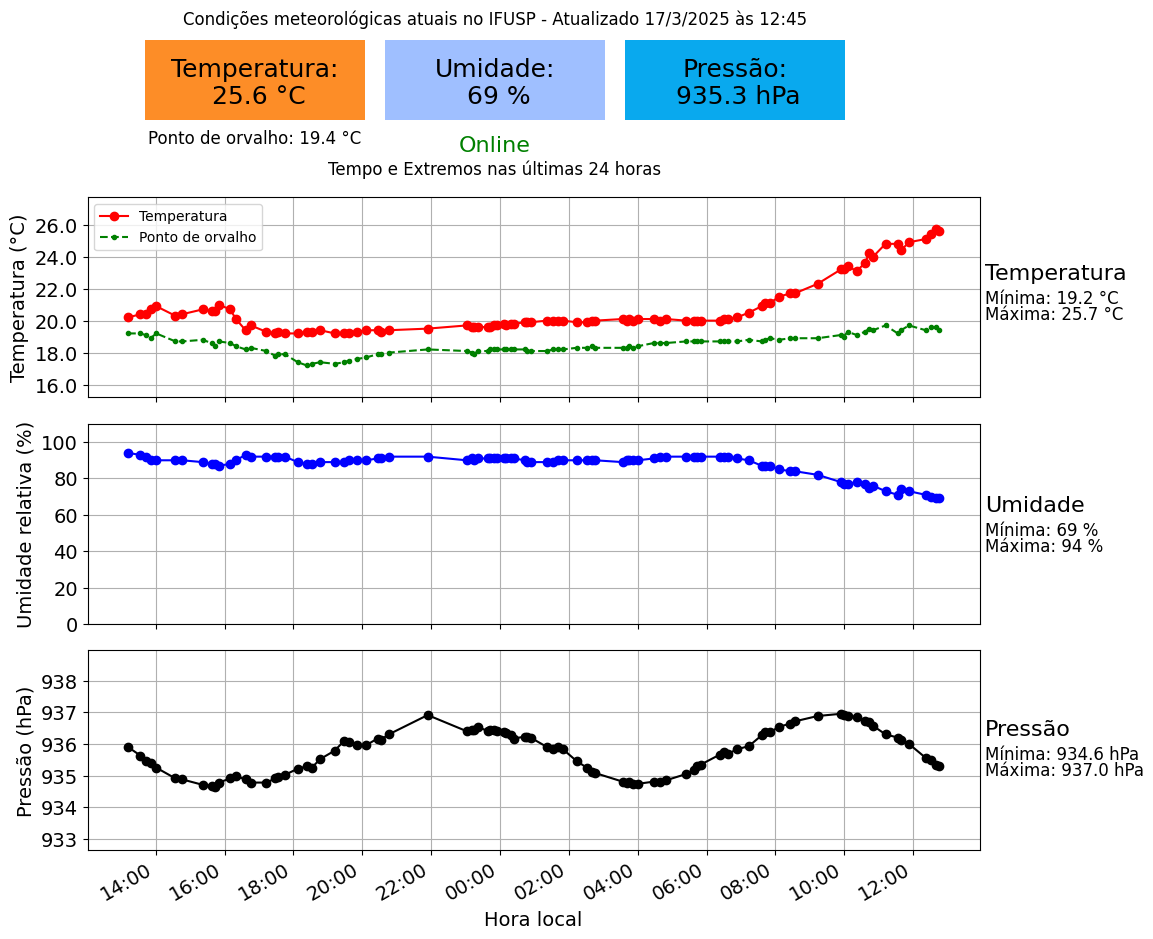 Condições meteorológicas atuais no IFUSP - Atualizado 17/3/2025 às 12:45
Temperatura:
25.6 °C
Umidade:
69 %
Pressão:
935.3 hPa
Ponto de orvalho: 19.4 °C
Online
Tempo e Extremos nas últimas 24 horas
Temperatura (°C)
26.0
24.0
22.0
20.0
18.0
16.0
Temperatura
Ponto de orvalho
Temperatura
Mínima: 19.2 °C
Máxima: 25.7 °C
Umidade relativa (%)
100
80
60
40
20
0
Umidade
Mínima: 69 %
Máxima: 94 %
Pressão (hPa)
938
937
936
935
934
933
Pressão
Mínima: 934.6 hPa
Máxima: 937.0 hPa
14:00 16:00 18:00 20:00 22:00 00:00 02:00 04:00 06:00 08:00 10:00 12:00
Hora local